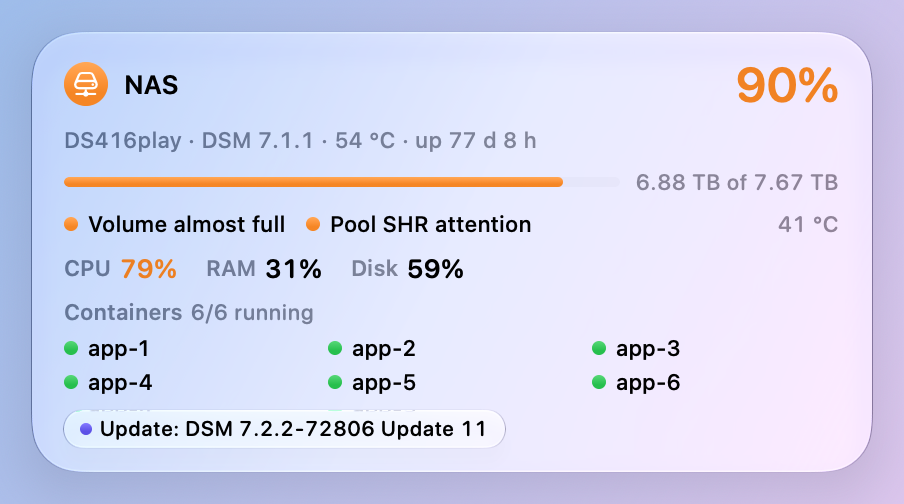 NAS 90%
DS416play · DSM 7.1.1 · 54 °C · up 77 d 8 h
6.88 TB of 7.67 TB
Volume almost full Pool SHR attention 41 °C
CPU 79% RAM 31% Disk 59%
Containers 6/6 running
app-1 app-2 app-3
app-4 app-5 app-6
Update: DSM 7.2.2-72806 Update 11